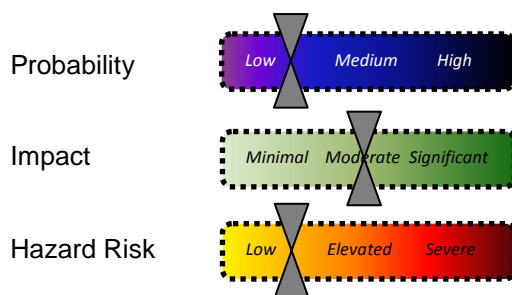 Probability Low Medium High
Impact Minimal Moderate Significant
Hazard Risk Low Elevated Severe